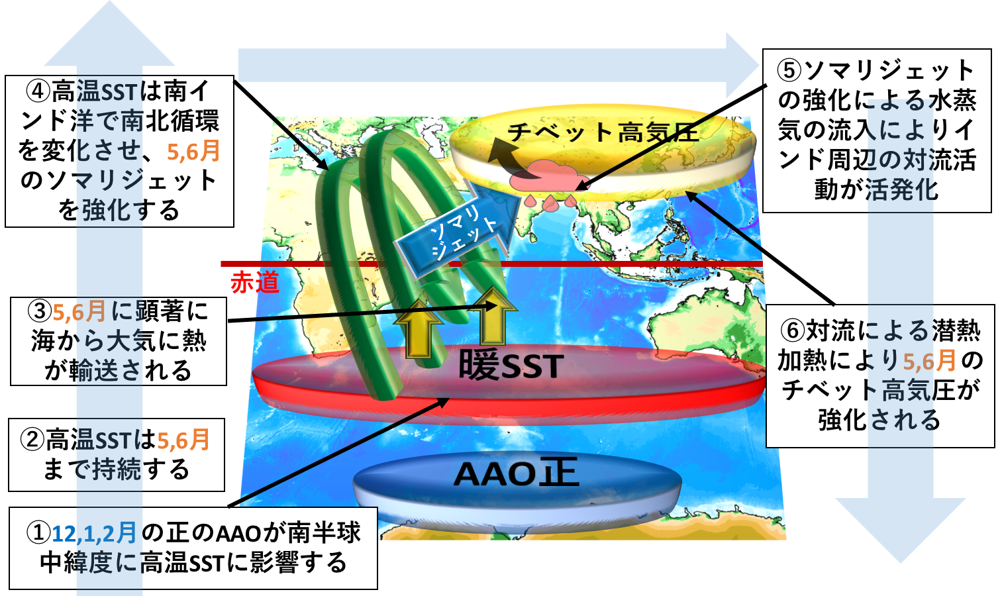 ④高温SSTは南イ
ンド洋で南北循環
を変化させ、5,6月
のソマリジェット
を強化する
⑤ソマリジェット
の強化による水蒸
気の流入によりイ
ンド周辺の対流活
動が活発化
チベット高気圧
ソマリ
ジェット
赤道
③5,6月に顕著に
海から大気に熱
が輸送される
暖SST
⑥対流による潜熱
加熱により5,6月の
チベット高気圧が
強化される
②高温SSTは5,6月
まで持続する
AAO正
①12,1,2月の正のAAOが南半球
中緯度に高温SSTに影響する